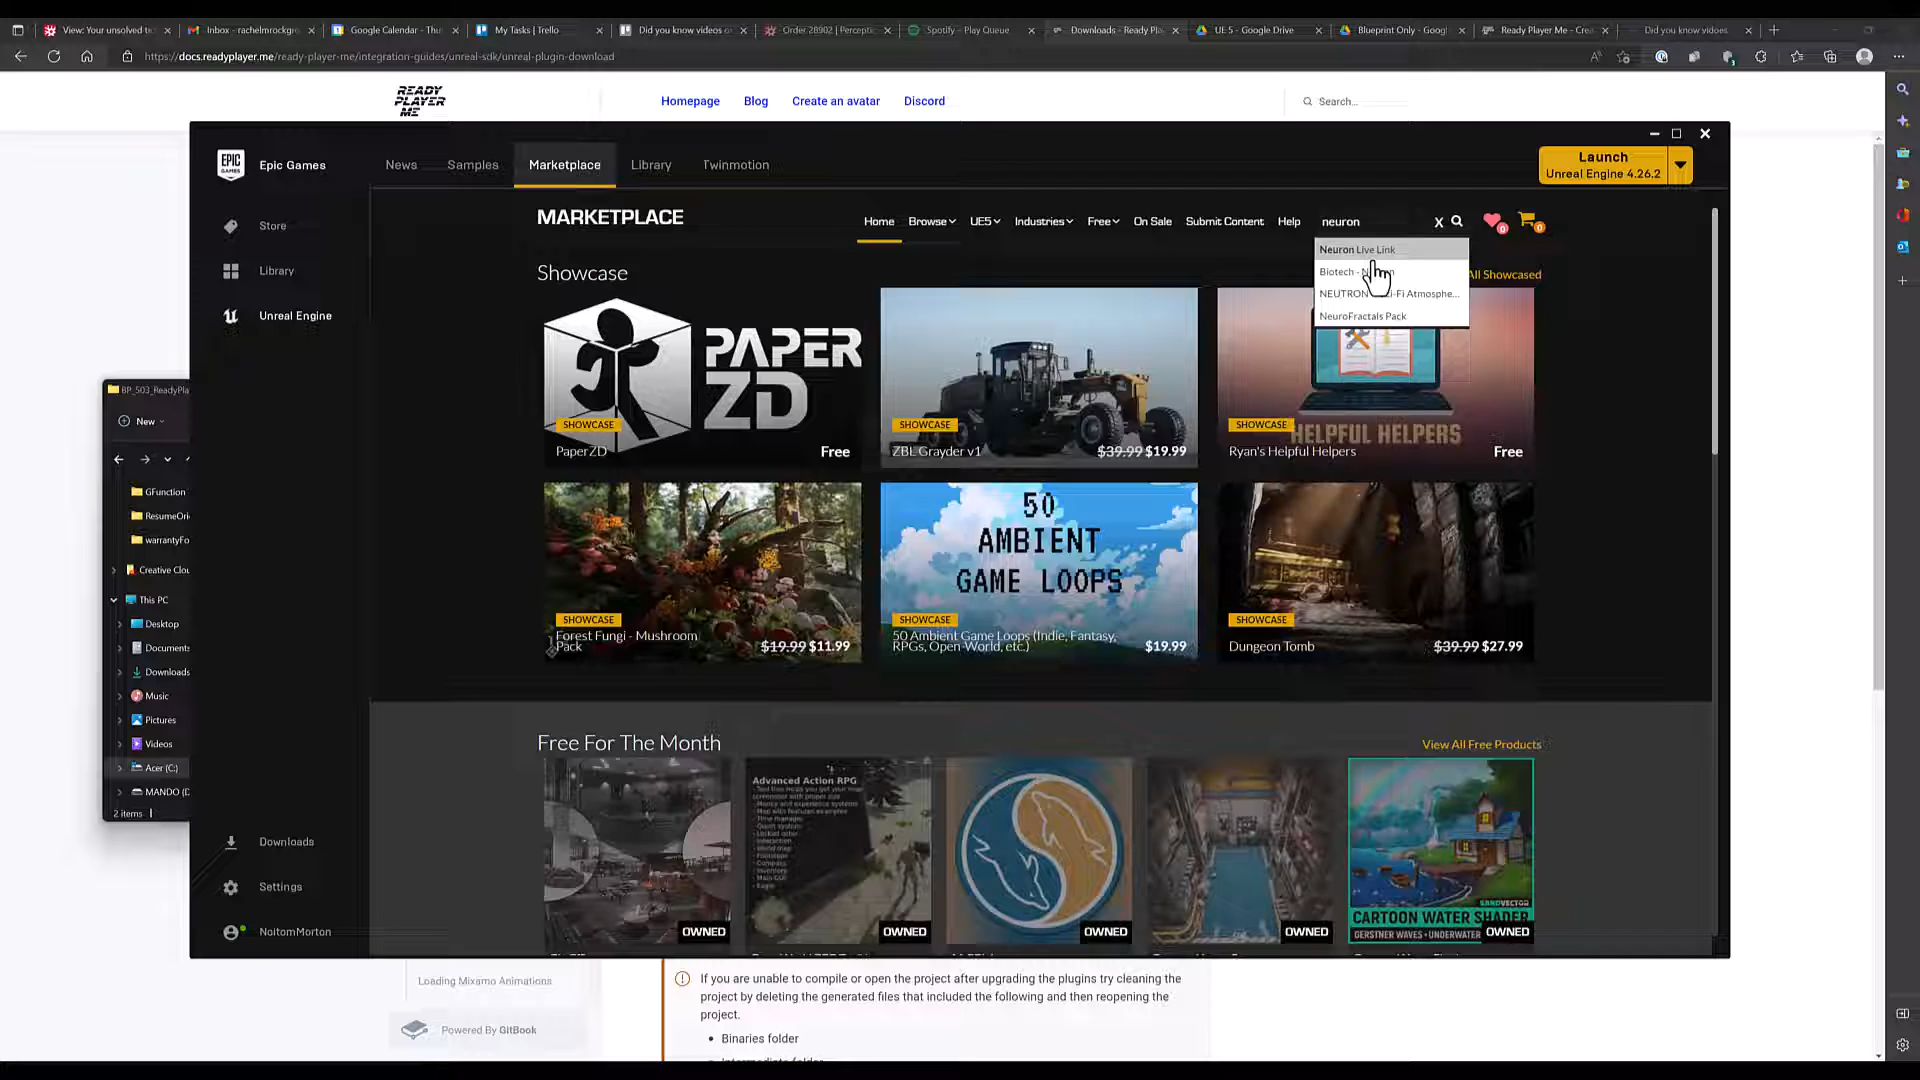 View: Your unsolved ti
Inbox - rachelmrockgr
Google Calendar - Thu
My Tasks | Trello
Did you know videos o
Order 28902 | Percepti
Spotify – Play Queue
Downloads - Ready Pla
UE 5 - Google Drive
Blueprint Only - Googl
Ready Player Me - Crea
Did you know vidoes
https://docs.readyplayer.me/ready-player-me/integration-guides/unreal-sdk/unreal-plugin-download
READY
PLAYER
ME
Homepage
Blog
Create an avatar
Discord
Search...
EPIC
GAMES
Epic Games
News
Samples
Marketplace
Library
Twinmotion
Launch
Unreal Engine 4.26.2
Store
Library
Unreal Engine
Downloads
Settings
NoitomMorton
MARKETPLACE
Home
Browse
UE5
Industries
Free
On Sale
Submit Content
Help
neuron
X
0
0
Neuron Live Link
Biotech -
NEUTRON
Atmosphe...
NeuroFractals Pack
All Showcased
Showcase
PAPER
ZD
SHOWCASE
PaperZD
Free
SHOWCASE
ZBL Grayder v1
$39.99 $19.99
HELPFUL HELPERS
SHOWCASE
Ryan's Helpful Helpers
Free
SHOWCASE
Forest Fungi - Mushroom
Pack
$19.99 $11.99
50
AMBIENT
GAME LOOPS
SHOWCASE
50 Ambient Game Loops (Indie, Fantasy,
RPGs, Open-World, etc.)
$19.99
SHOWCASE
Dungeon Tomb
$39.99 $27.99
Free For The Month
View All Free Products
OWNED
Advanced Action RPG
OWNED
OWNED
OWNED
SANDVECTOR
CARTOON WATER SHADER
GERSTNER WAVES - UNDERWATER
OWNED
BP_503_ReadyPla
New
GFunction
ResumeOri
warrantyFo
Creative Clou
This PC
Desktop
Documents
Downloads
Music
Pictures
Videos
Acer (C:)
MANDO (D
2 items
Loading Mixamo Animations
Powered By GitBook
If you are unable to compile or open the project after upgrading the plugins try cleaning the
project by deleting the generated files that included the following and then reopening the
project.
• Binaries folder